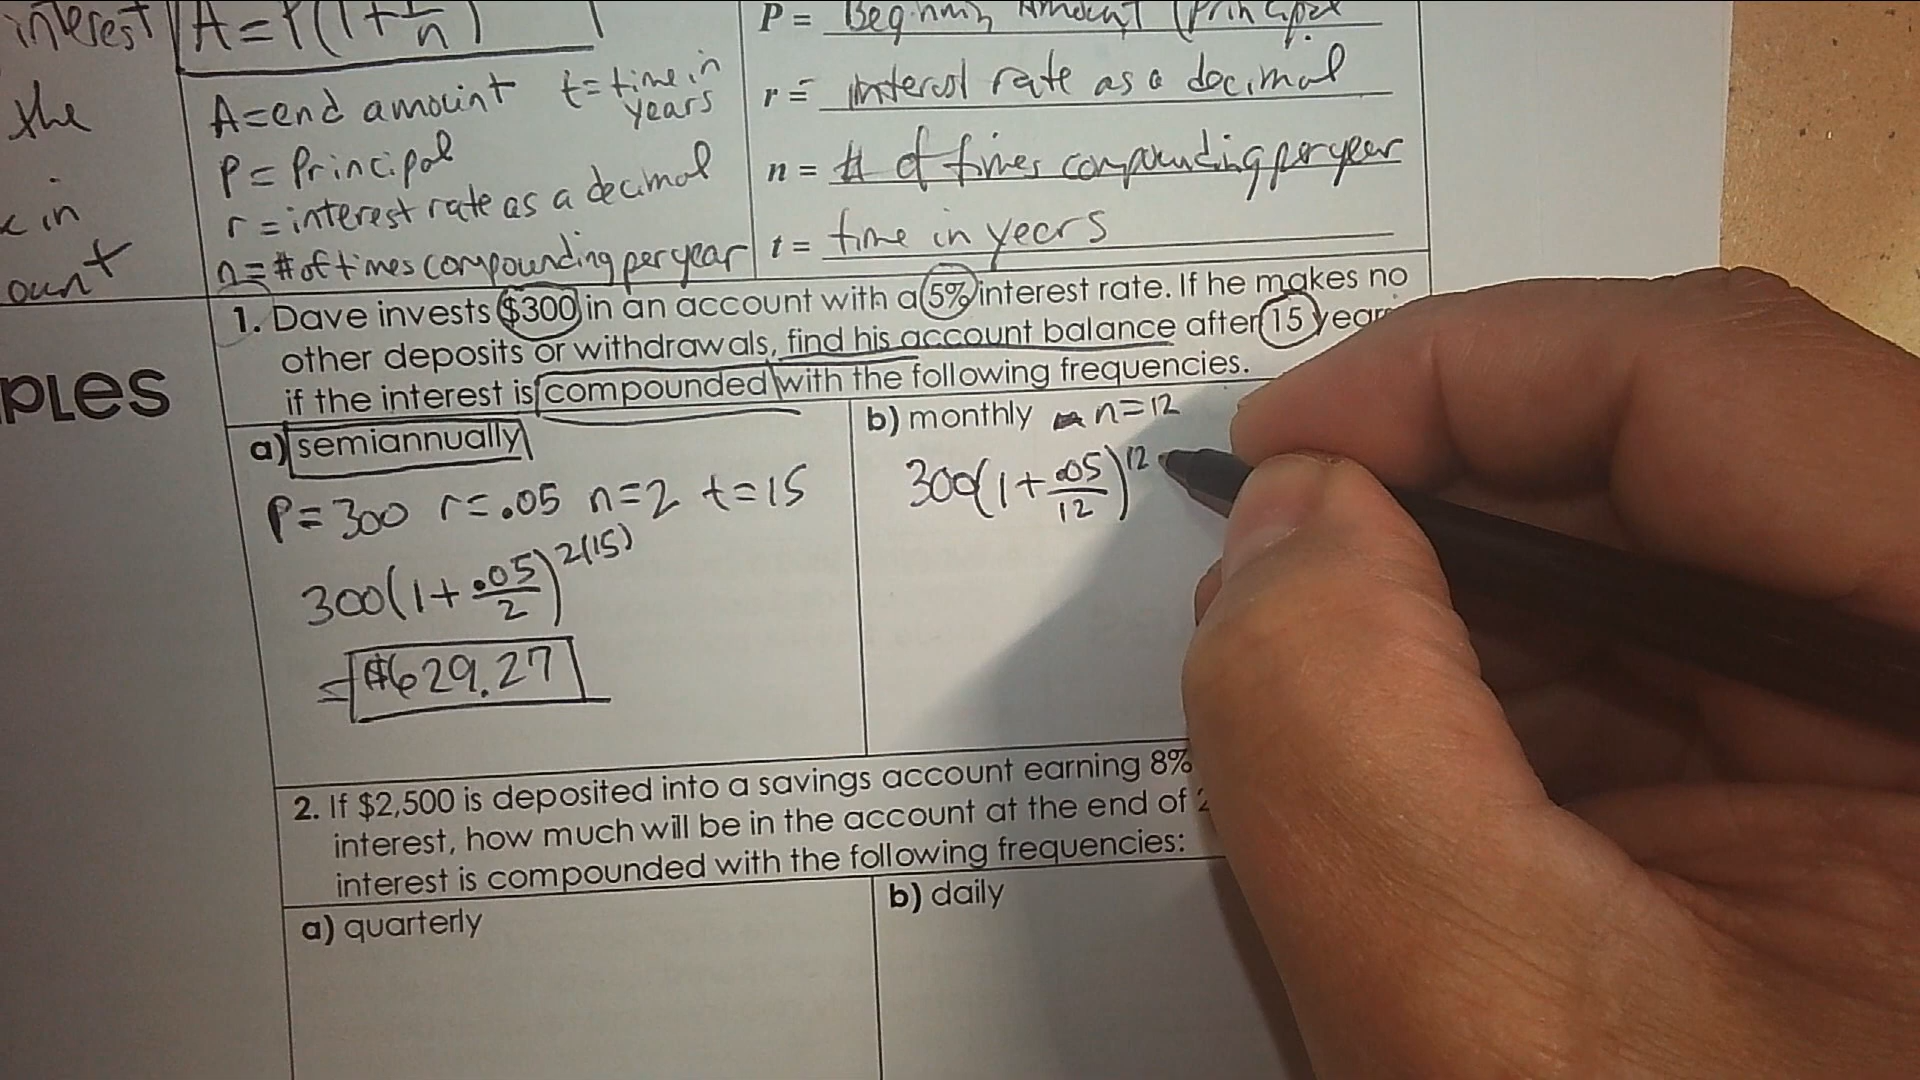 interest
the
in
ount
PLES
A=P(1+r/n)
A=end amount t=time in years
P=Principal
r=interest rate as a decimal
n=#of times compounding per year
P = Beginning Amount (Principal
r = interest rate as a decimal
n = # of times compounding per year
t = time in years
1. Dave invests $300 in an account with a 5% interest rate. If he makes no
other deposits or withdrawals, find his account balance after 15 years
if the interest is compounded with the following frequencies.
a) semiannually
P=300 r=.05 n=2 t=15
300(1+.05/2)^2(15)
=$629.27
b) monthly n=12
300(1+.05/12)^12
2. If $2,500 is deposited into a savings account earning 8%
interest, how much will be in the account at the end of 2
interest is compounded with the following frequencies:
a) quarterly
b) daily